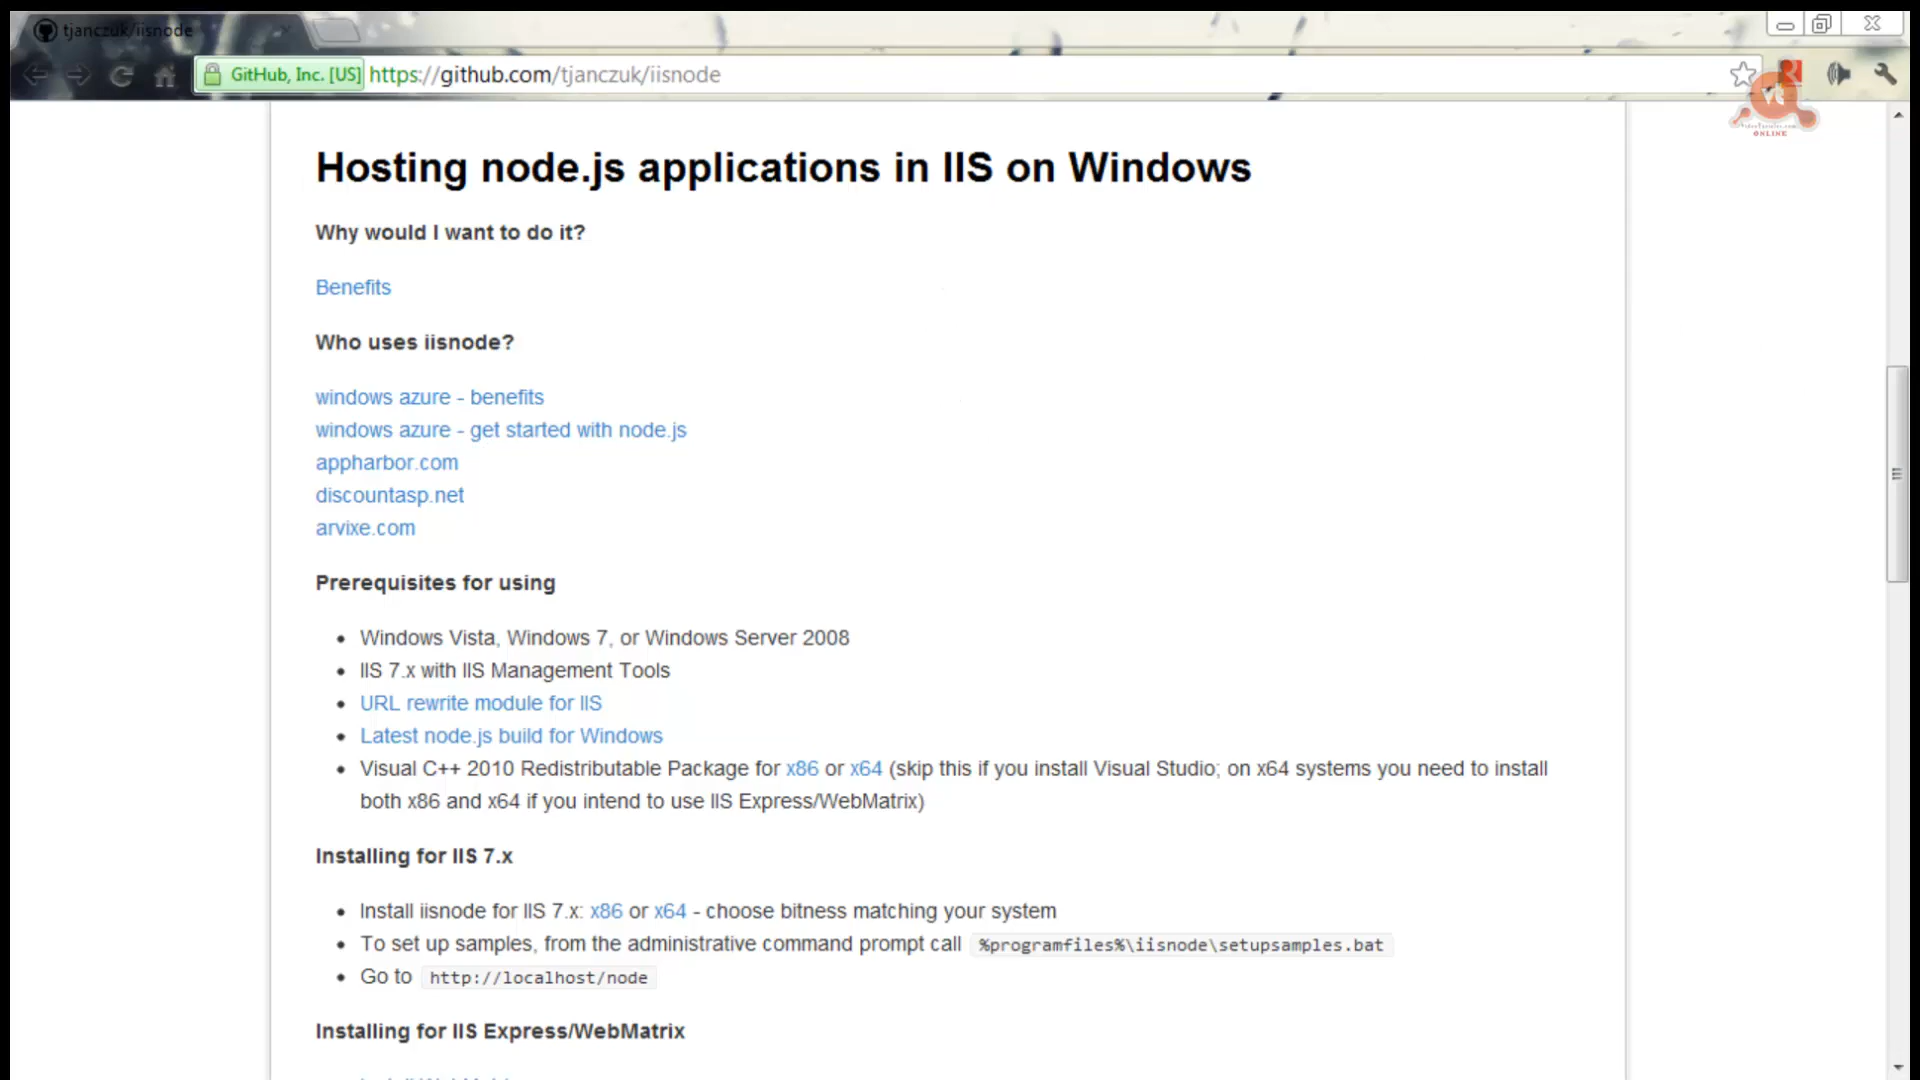 tjanczuk/iisnode
GitHub, Inc. [US] https://github.com/tjanczuk/iisnode
ONLINE
Hosting node.js applications in IIS on Windows
Why would I want to do it?
Benefits
Who uses iisnode?
windows azure - benefits
windows azure - get started with node.js
appharbor.com
discountasp.net
arvixe.com
Prerequisites for using
Windows Vista, Windows 7, or Windows Server 2008
IIS 7.x with IIS Management Tools
URL rewrite module for IIS
Latest node.js build for Windows
Visual C++ 2010 Redistributable Package for x86 or x64 (skip this if you install Visual Studio; on x64 systems you need to install
both x86 and x64 if you intend to use IIS Express/WebMatrix)
Installing for IIS 7.x
Install iisnode for IIS 7.x: x86 or x64 - choose bitness matching your system
To set up samples, from the administrative command prompt call %programfiles%\iisnode\setupsamples.bat
Go to http://localhost/node
Installing for IIS Express/WebMatrix